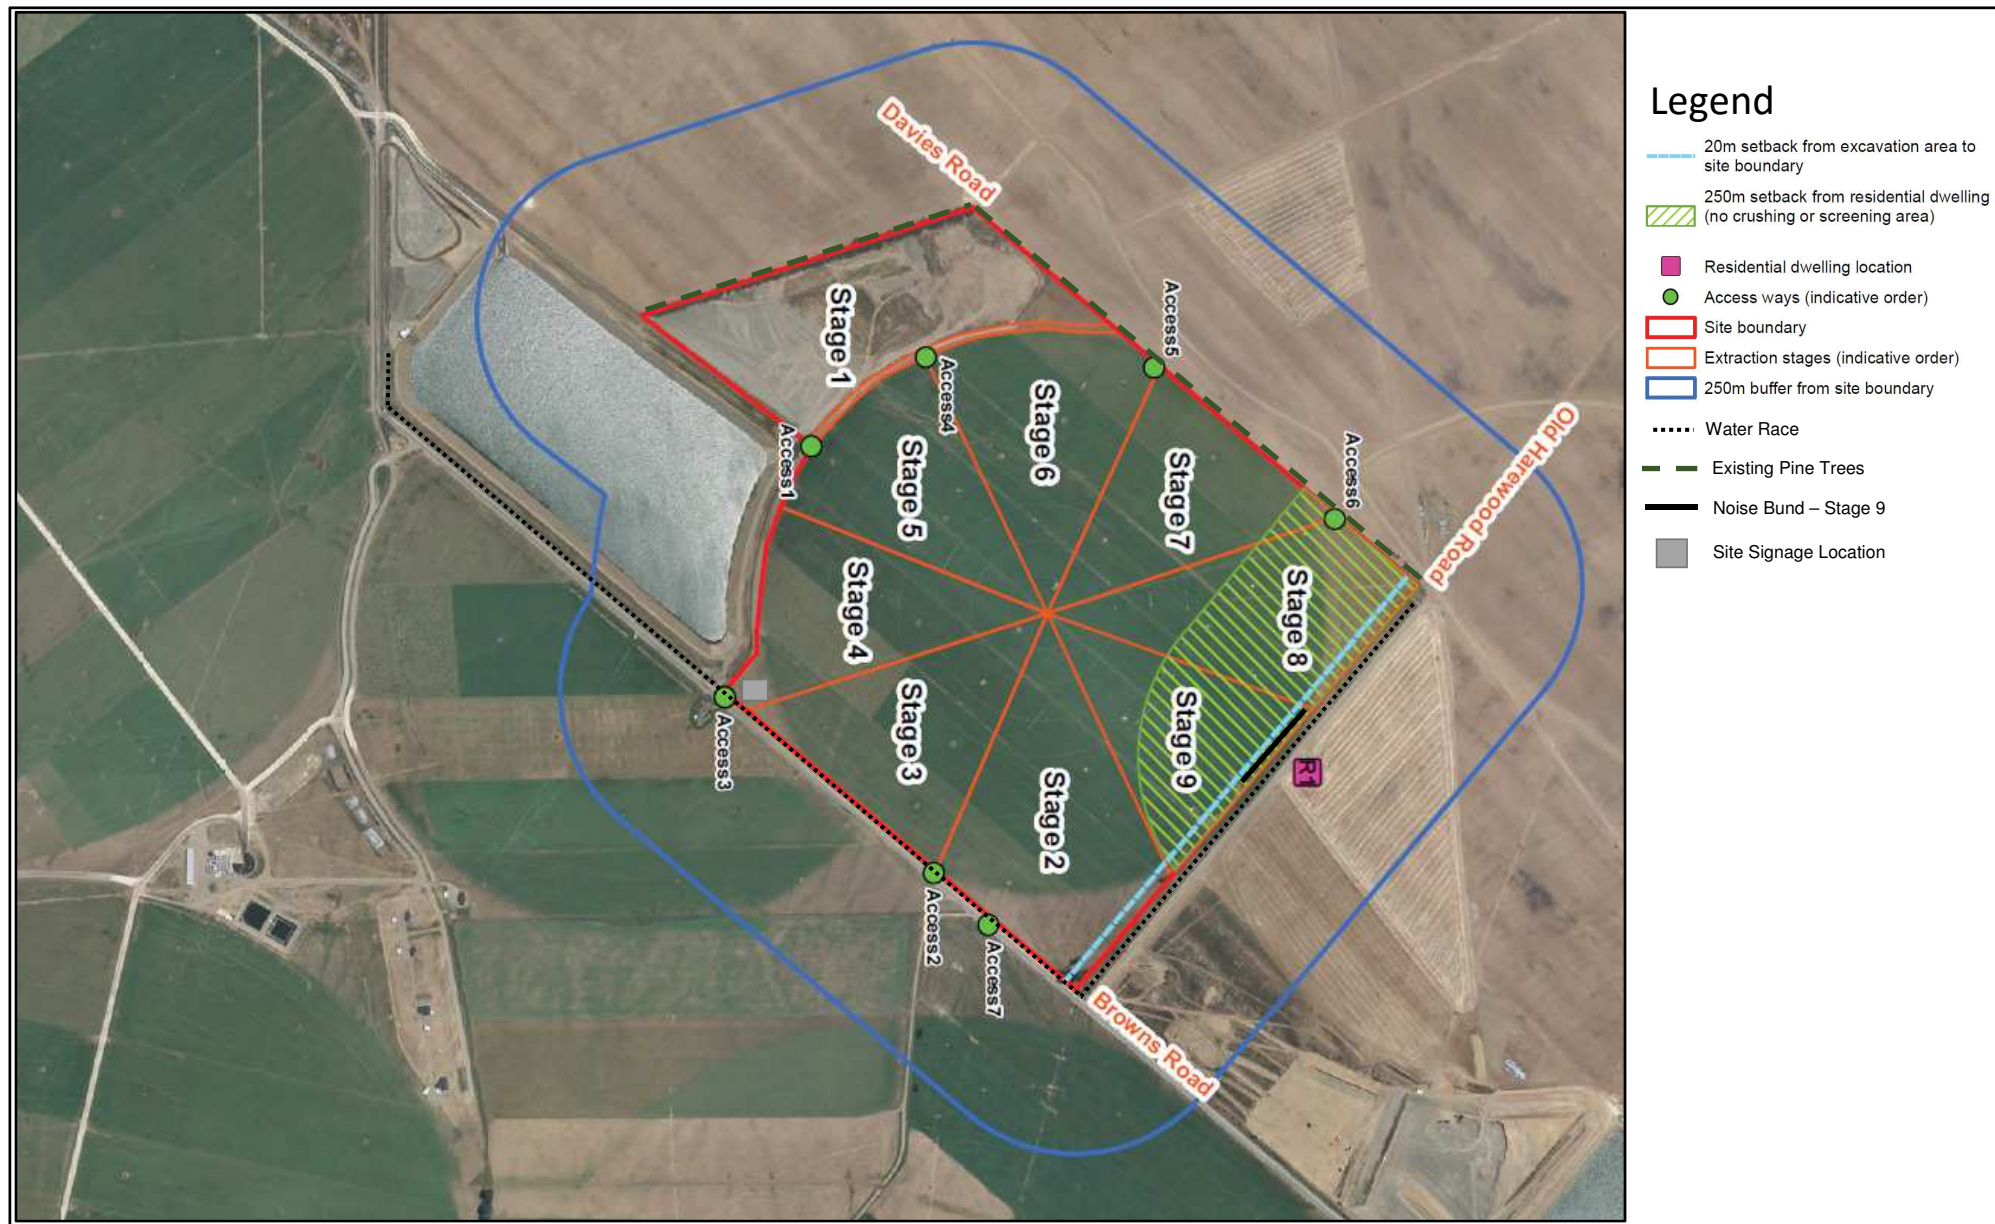 Davies Road
Old Harewood
Road
Browns Road
Stage 1
Stage 2
Stage 3
Stage 4
Stage 5
Stage 6
Stage 7
Stage 8
Stage 9
Access1
Access2
Access3
Access4
Access5
Access6
Access7
R1
Legend
20m setback from excavation area to
site boundary
250m setback from residential dwelling
(no crushing or screening area)
Residential dwelling location
Access ways (indicative order)
Site boundary
Extraction stages (indicative order)
250m buffer from site boundary
Water Race
Existing Pine Trees
Noise Bund – Stage 9
Site Signage Location